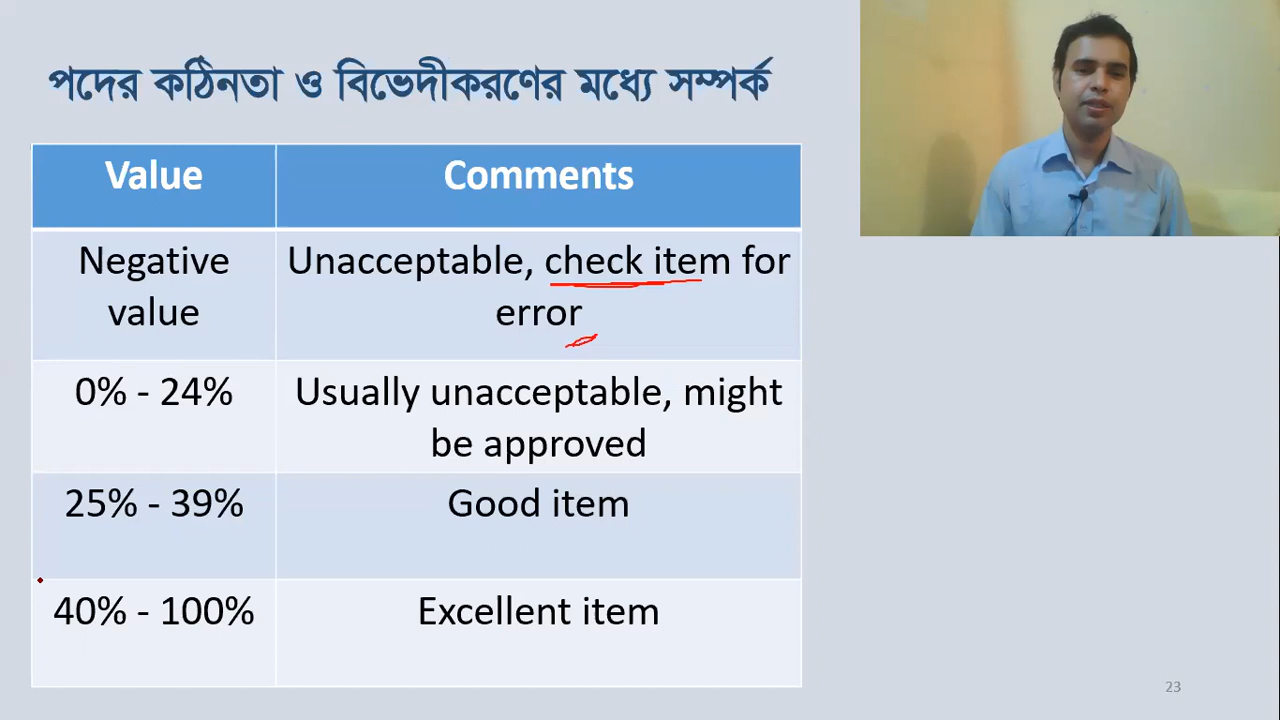 পদের কঠিনতা ও বিভেদীকরণের মধ্যে সম্পর্ক
Value Comments
Negative Unacceptable, check item for
value error
0% - 24% Usually unacceptable, might
be approved
25% - 39% Good item
40% - 100% Excellent item
23